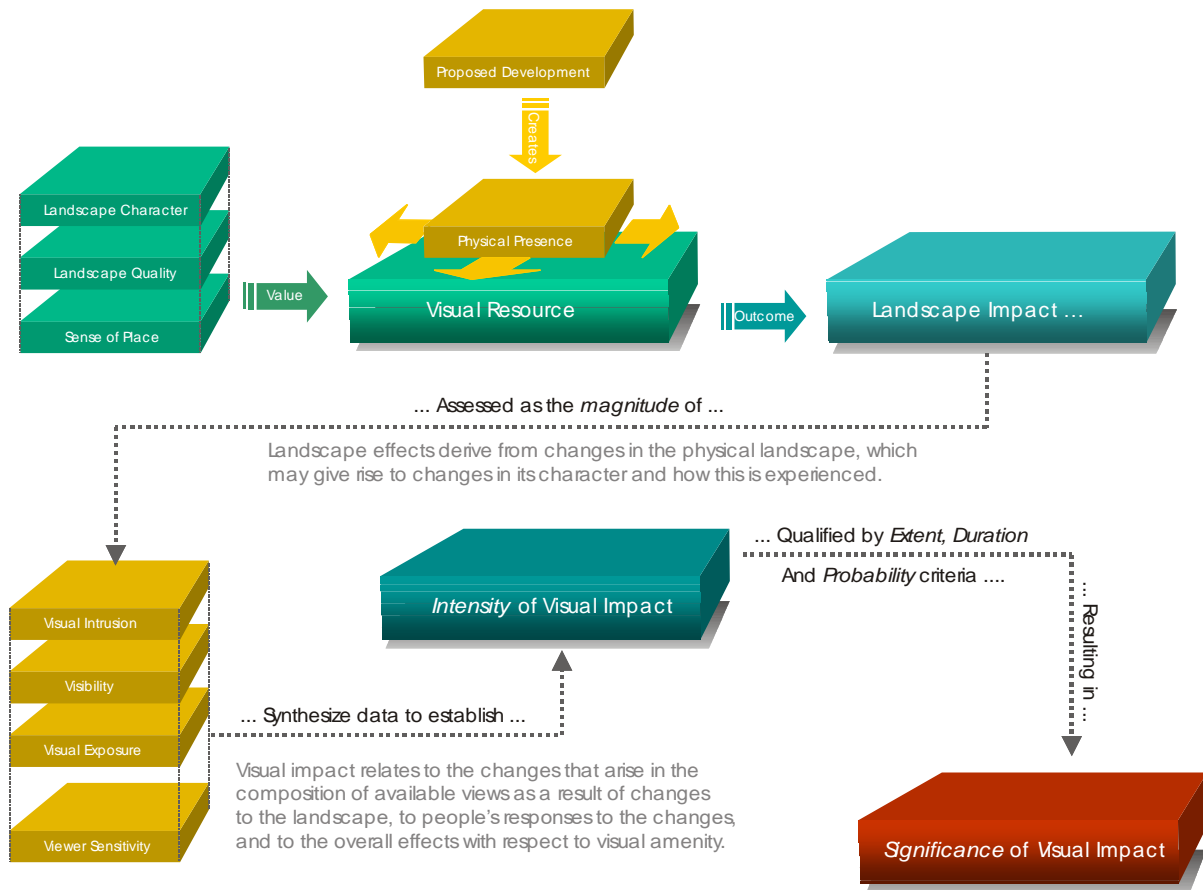 Proposed Development
Creates
Landscape Character
Physical Presence
Landscape Quality
Value
Visual Resource
Outcome
Landscape Impact ...
Sense of Place
... Assessed as the magnitude of ...
Landscape effects derive from changes in the physical landscape, which
may give rise to changes in its character and how this is experienced.
... Qualified by Extent, Duration
And Probability criteria ....
Intensity of Visual Impact
... Resulting in ...
Visual Intrusion
Visibility
Visual Exposure
Viewer Sensitivity
... Synthesize data to establish ...
Visual impact relates to the changes that arise in the
composition of available views as a result of changes
to the landscape, to people's responses to the changes,
and to the overall effects with respect to visual amenity.
Significance of Visual Impact